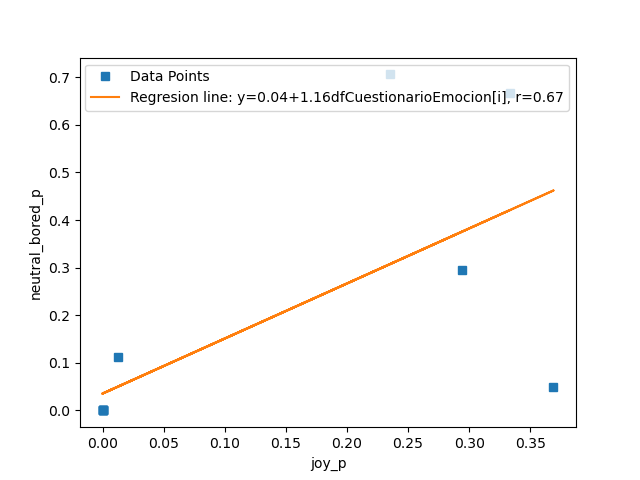 Data Points
Regresion line: y=0.04+1.16dfCuestionarioEmocion[i], r=0.67
neutral_bored_p
0.7
0.6
0.5
0.4
0.3
0.2
0.1
0.0
0.00 0.05 0.10 0.15 0.20 0.25 0.30 0.35
joy_p